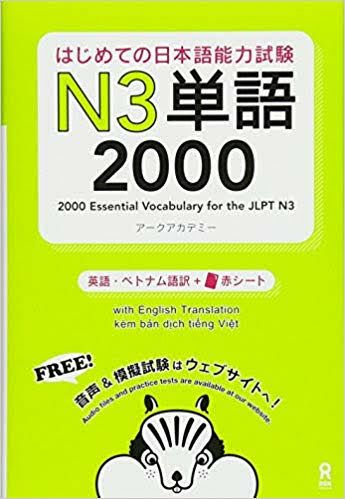 はじめての日本語能力試験
N3単語
2000
2000 Essential Vocabulary for the JLPT N3
アークアカデミー
英語・ベトナム語訳 + 赤シート
with English Translation
kèm bản dịch tiếng Việt
FREE!
音声&模擬試験はウェブサイトへ!
Audio files and practice tests are available at our website.
ASK